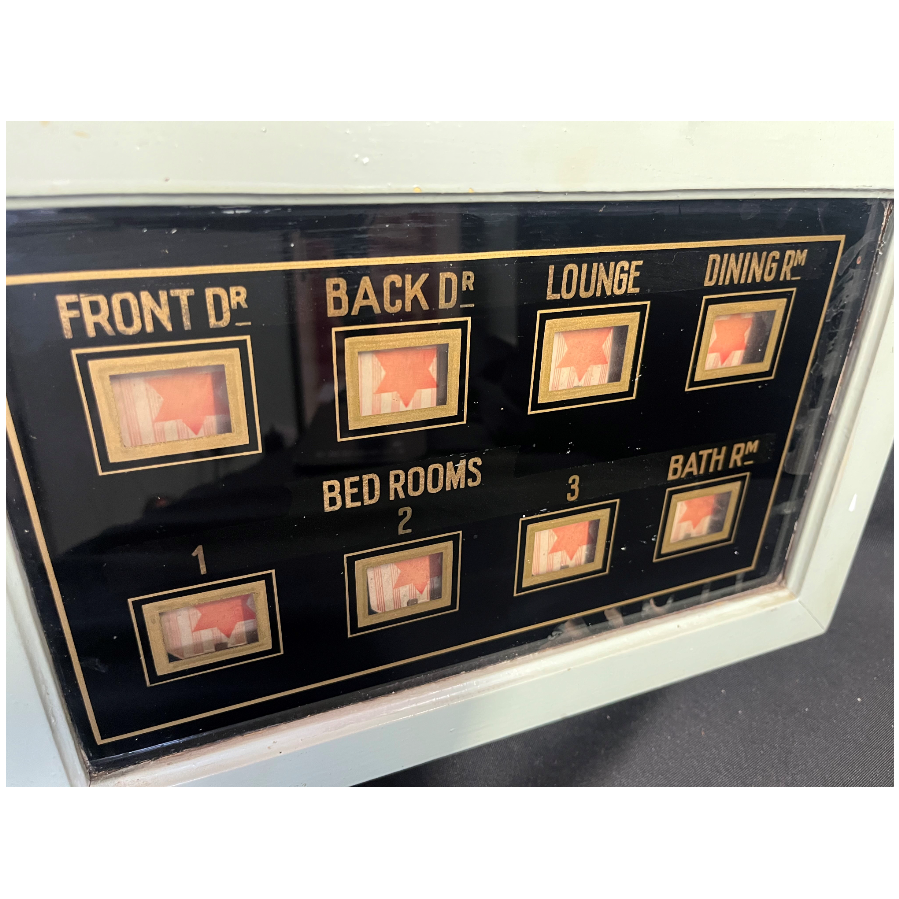 FRONT DR
BACK DR
LOUNGE
DINING RM
BED ROOMS
1
2
3
BATH RM